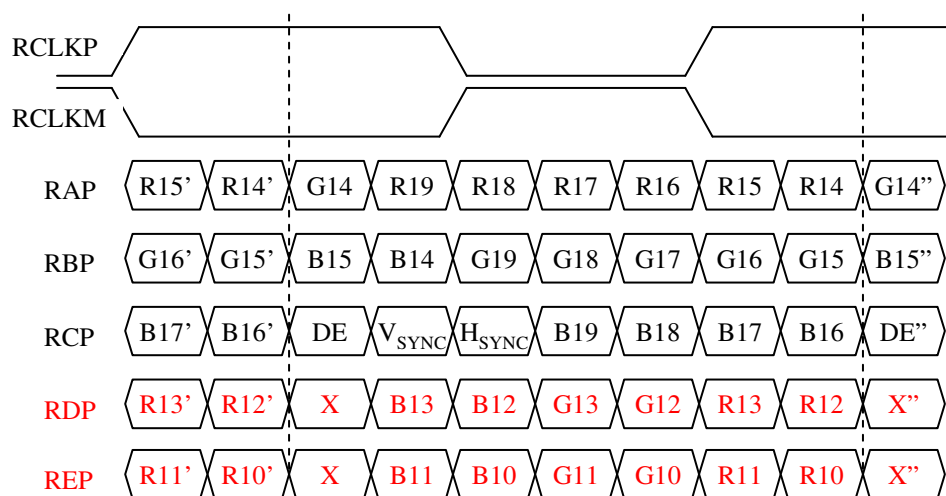 RCLKP
RCLKM
RAP R15’ R14’ G14 R19 R18 R17 R16 R15 R14 G14”
RBP G16’ G15’ B15 B14 G19 G18 G17 G16 G15 B15”
RCP B17’ B16’ DE VSYNC HSYNC B19 B18 B17 B16 DE”
RDP R13’ R12’ X B13 B12 G13 G12 R13 R12 X”
REP R11’ R10’ X B11 B10 G11 G10 R11 R10 X”